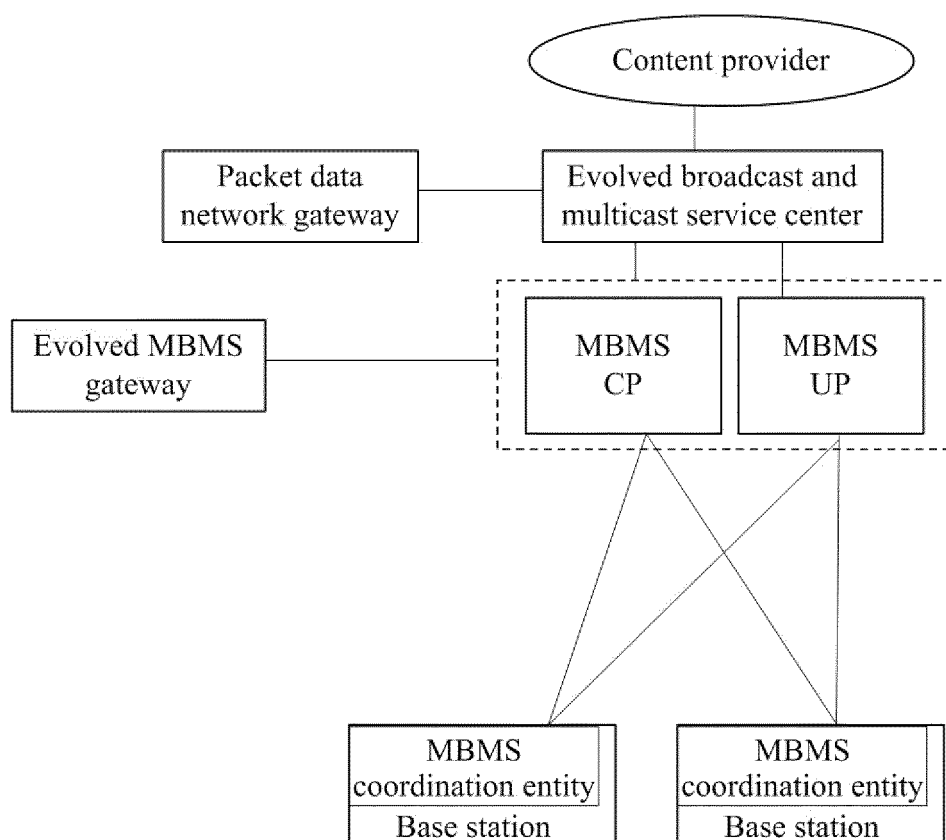 Content provider
Packet data
network gateway
Evolved broadcast and
multicast service center
Evolved MBMS
gateway
MBMS
CP
MBMS
UP
MBMS
coordination entity
Base station
MBMS
coordination entity
Base station